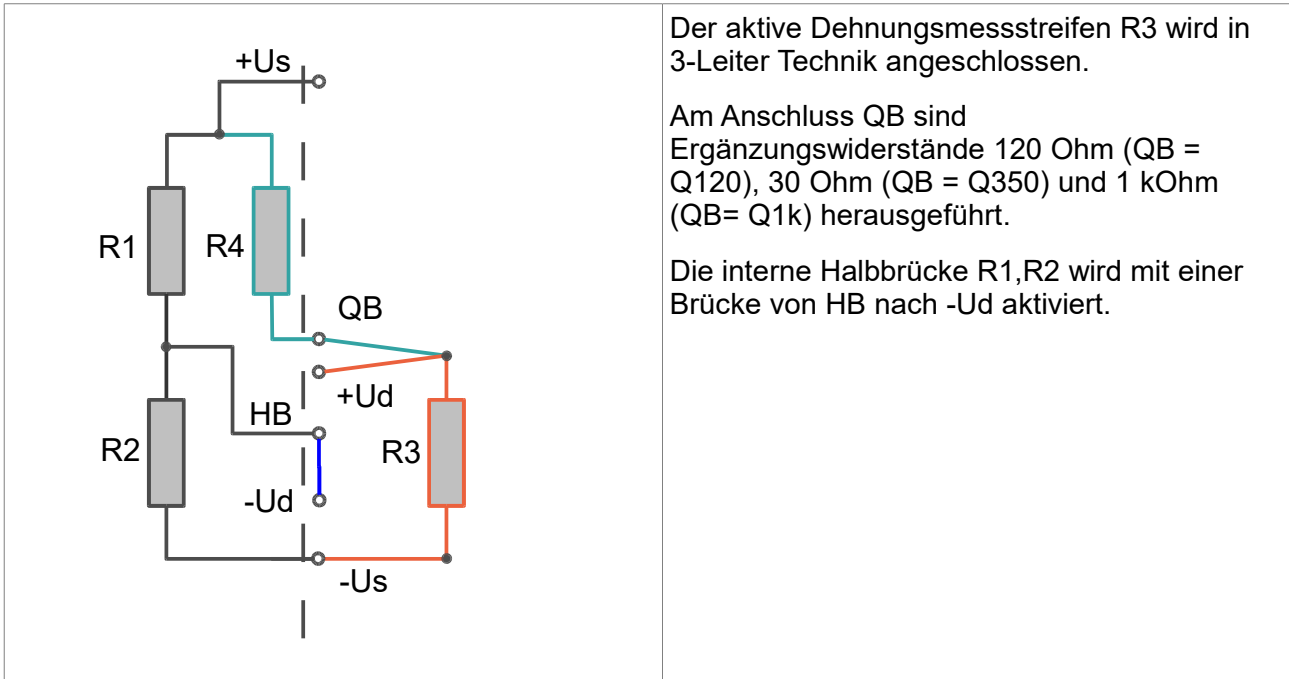 +Us
R1
R4
QB
+Ud
HB
R2
R3
-Ud
-Us
Der aktive Dehnungsmessstreifen R3 wird in
3-Leiter Technik angeschlossen.
Am Anschluss QB sind
Ergänzungswiderstände 120 Ohm (QB =
Q120), 30 Ohm (QB = Q350) und 1 kOhm
(QB= Q1k) herausgeführt.
Die interne Halbbrücke R1,R2 wird mit einer
Brücke von HB nach -Ud aktiviert.